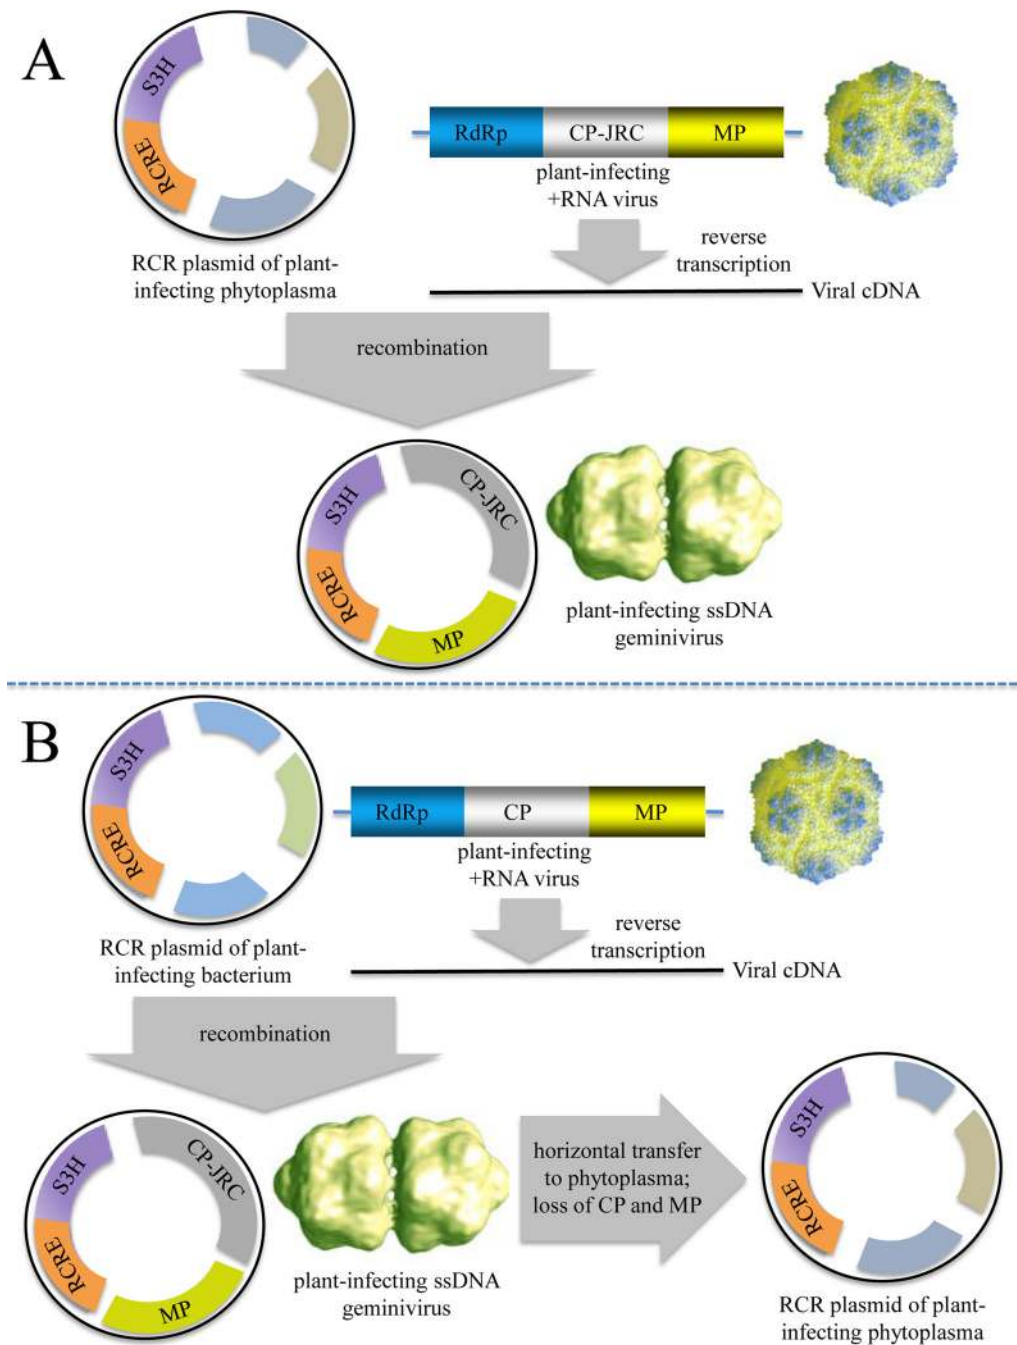 A
S3H
RCRE
RCR plasmid of plant-
infecting phytoplasma
RdRp
CP-JRC
MP
plant-infecting
+RNA virus
reverse
transcription
Viral cDNA
recombination
S3H
RCRE
CP-JRC
MP
plant-infecting ssDNA
geminivirus
B
S3H
RCRE
RCR plasmid of plant-
infecting bacterium
RdRp
CP
MP
plant-infecting
+RNA virus
reverse
transcription
Viral cDNA
recombination
S3H
RCRE
CP-JRC
MP
plant-infecting ssDNA
geminivirus
horizontal transfer
to phytoplasma;
loss of CP and MP
S3H
RCRE
RCR plasmid of plant-
infecting phytoplasma